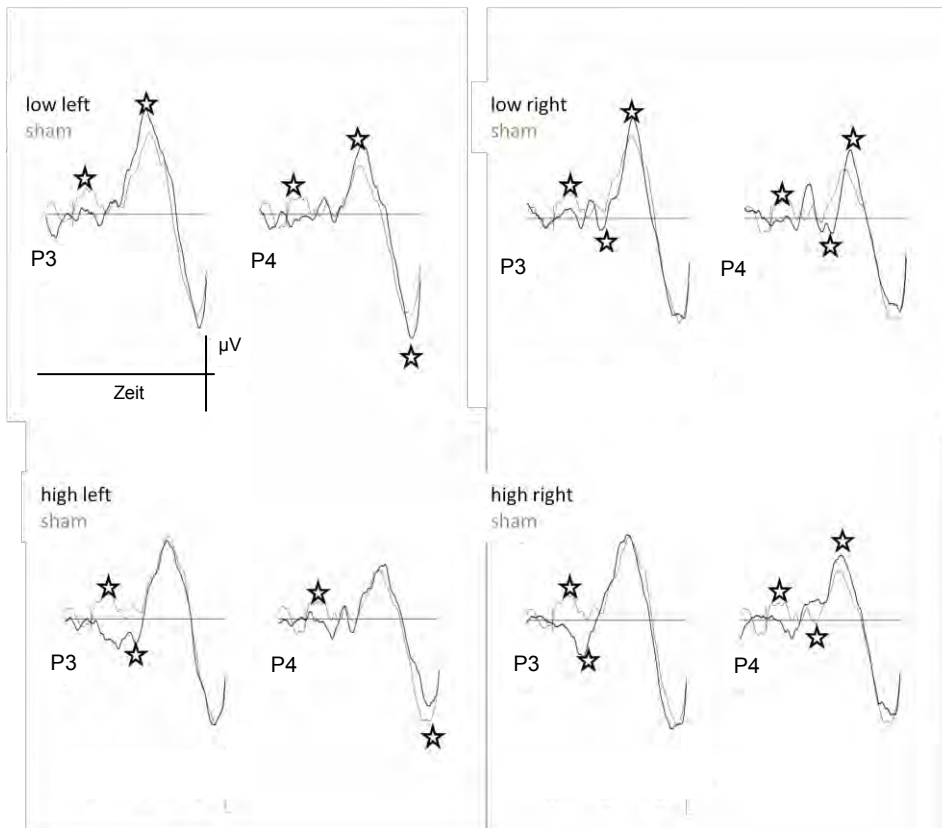 low left
sham
P3
P4
µV
Zeit
low right
sham
P3
P4
high left
sham
P3
P4
high right
sham
P3
P4